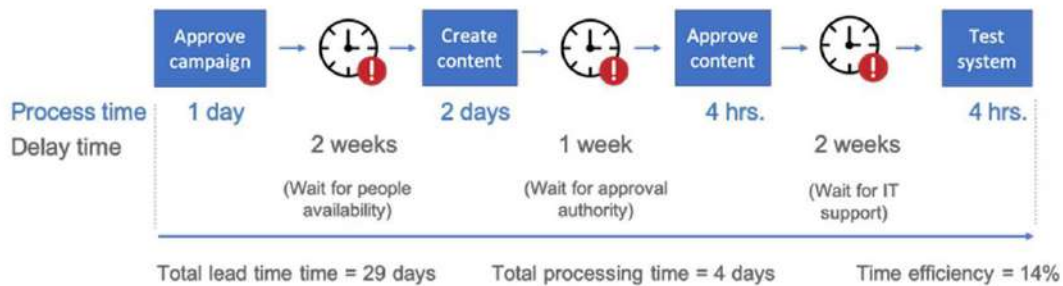 Approve
campaign
Create
content
Approve
content
Test
system
Process time 1 day 2 days 4 hrs. 4 hrs.
Delay time 2 weeks 1 week 2 weeks
(Wait for people
availability)
(Wait for approval
authority)
(Wait for IT
support)
Total lead time time = 29 days Total processing time = 4 days Time efficiency = 14%